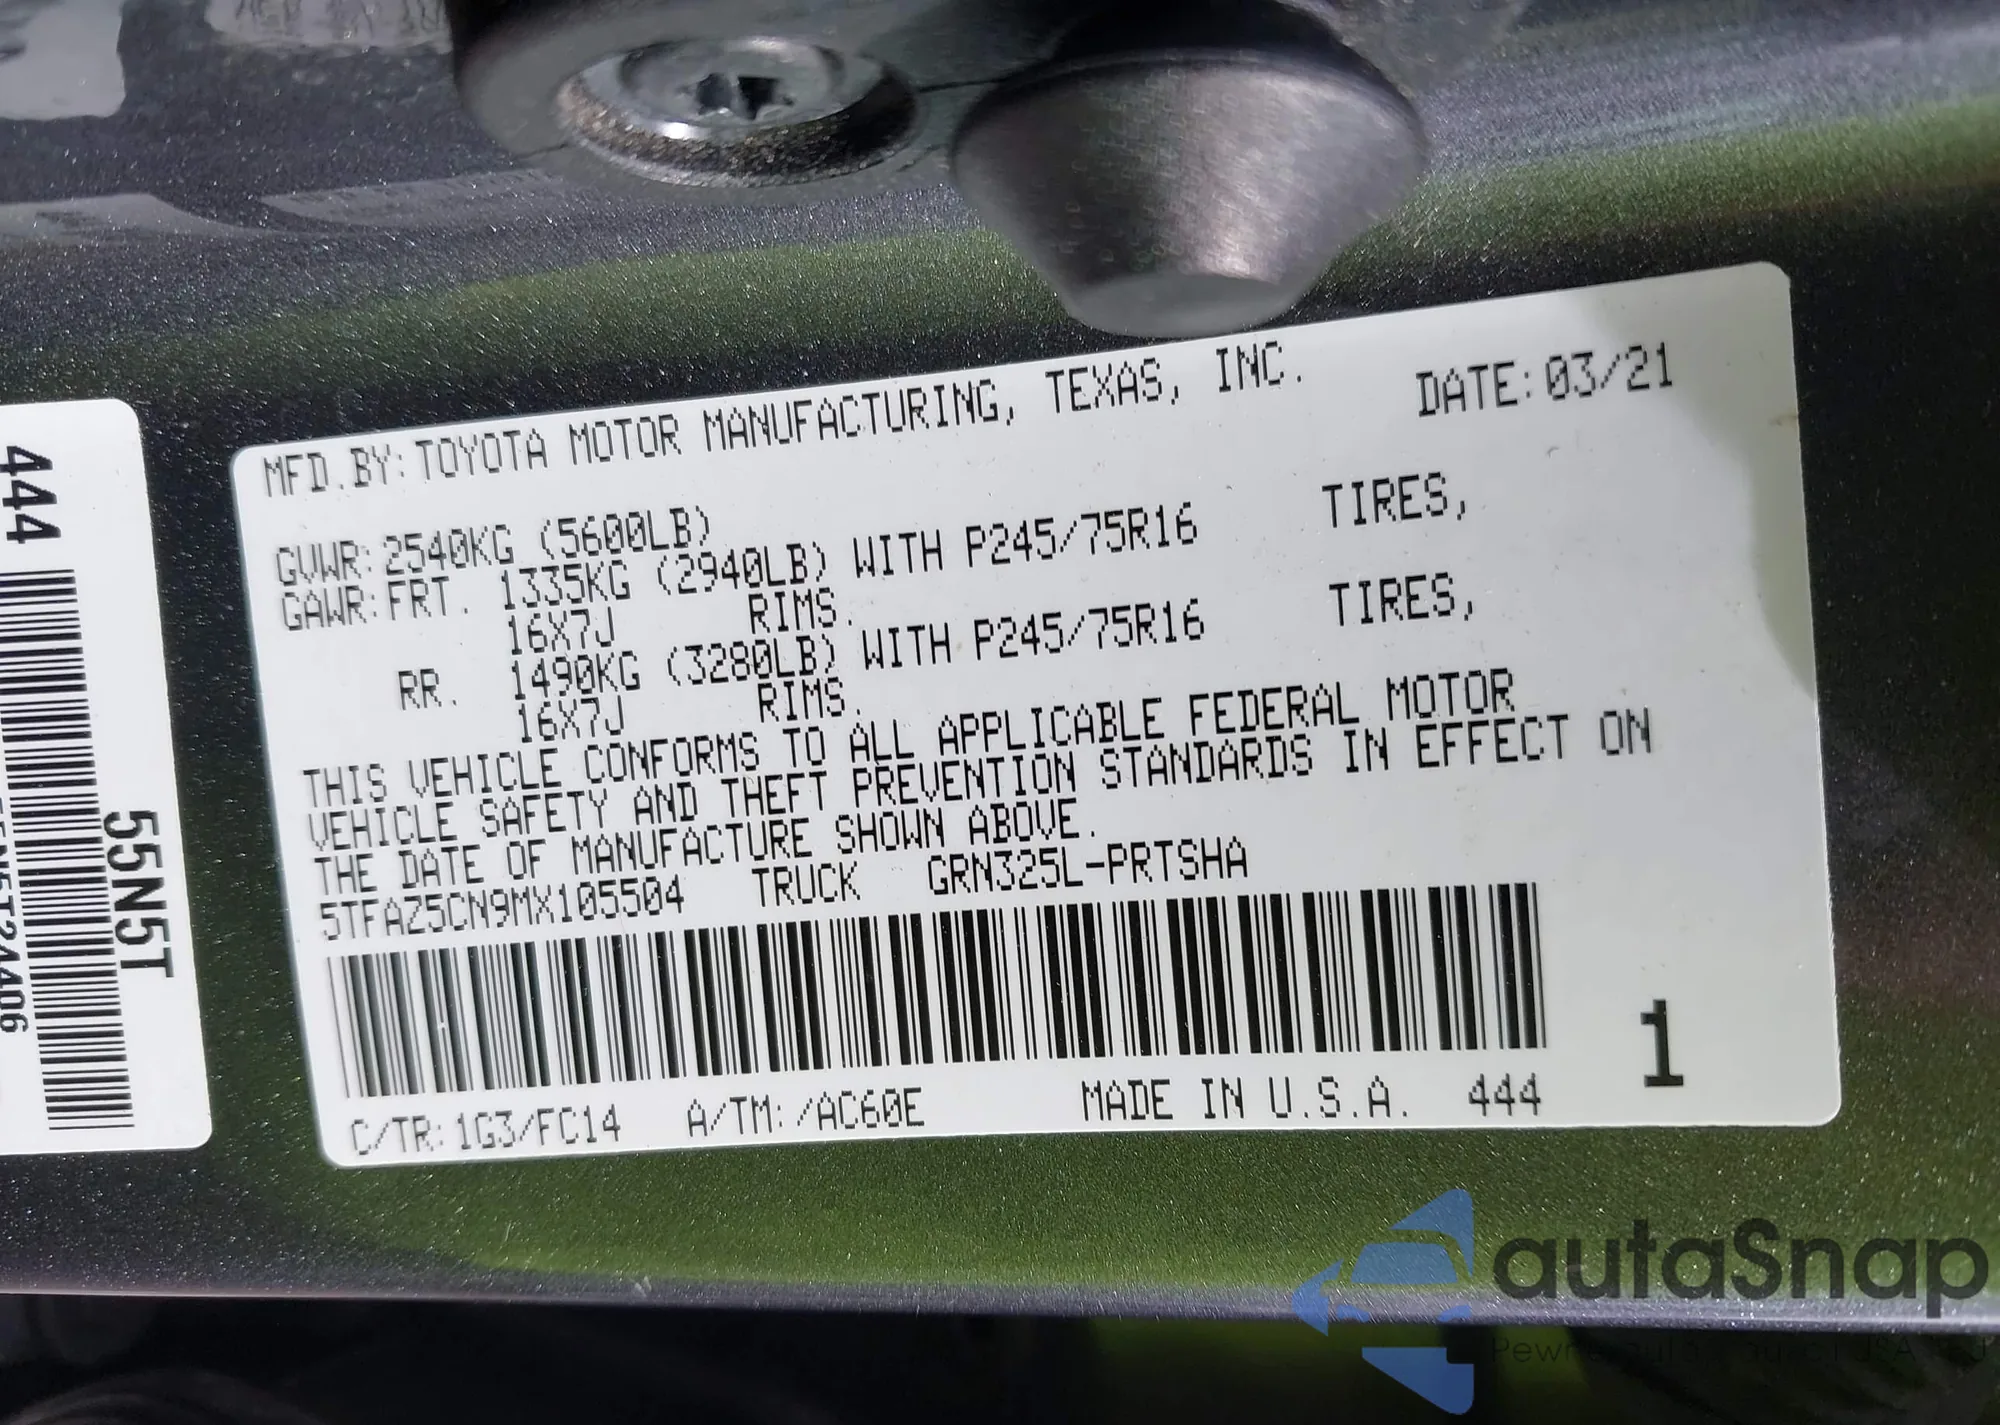 MFD.BY:TOYOTA MOTOR MANUFACTURING, TEXAS, INC. DATE:03/21
GVWR:2540KG (5600LB)
GAWR:FRT. 1335KG (2940LB) WITH P245/75R16 TIRES,
16X7J RIMS.
RR. 1490KG (3280LB) WITH P245/75R16 TIRES,
16X7J RIMS.
THIS VEHICLE CONFORMS TO ALL APPLICABLE FEDERAL MOTOR
VEHICLE SAFETY AND THEFT PREVENTION STANDARDS IN EFFECT ON
THE DATE OF MANUFACTURE SHOWN ABOVE.
5TFAZ5CN9MX105504 TRUCK GRN325L-PRTSHA
1
C/TR:1G3/FC14 A/TM:/AC60E MADE IN U.S.A. 444
444
55N5T
autaSnap